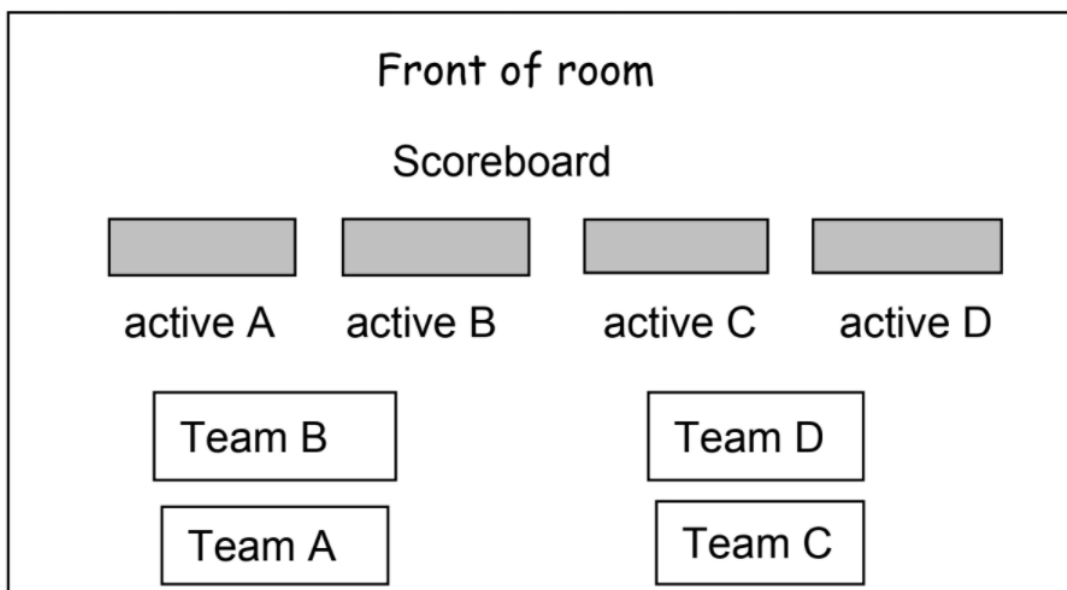 Front of room
Scoreboard
active A active B active C active D
Team B Team D
Team A Team C